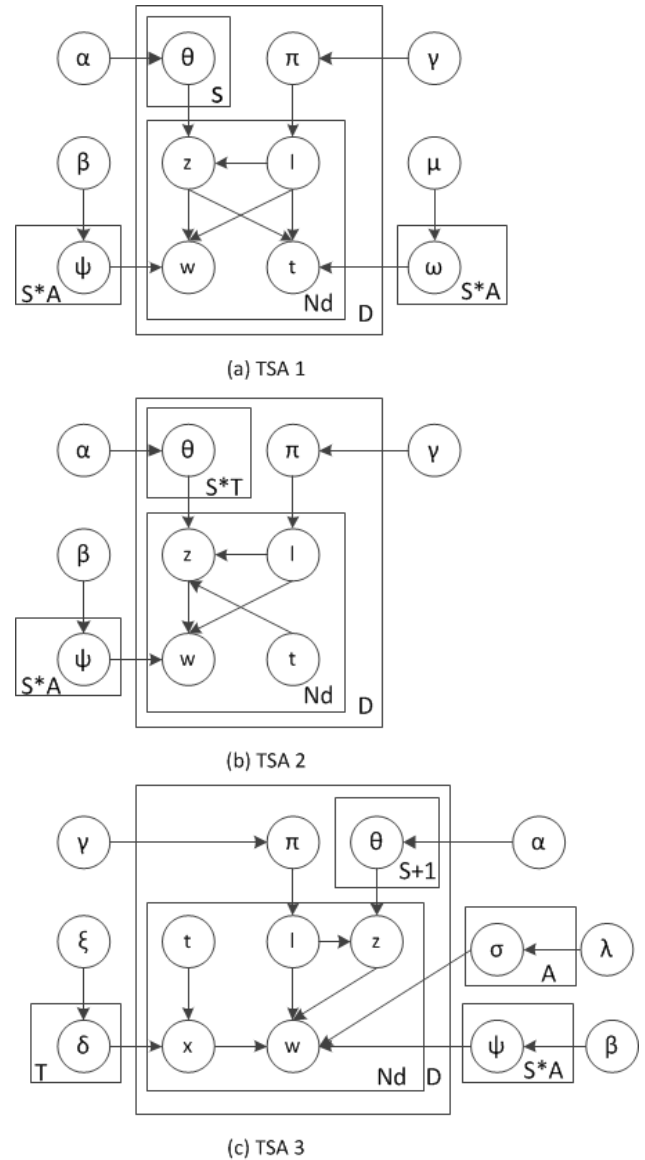 α θ π γ
S
β z l μ
ψ w t ω
S*A Nd D S*A
(a) TSA 1
α θ π γ
S*T
β z l
ψ w t
S*A Nd D
(b) TSA 2
γ π θ α
S+1
ξ t l z σ λ
A
δ x w ψ β
T Nd D S*A
(c) TSA 3